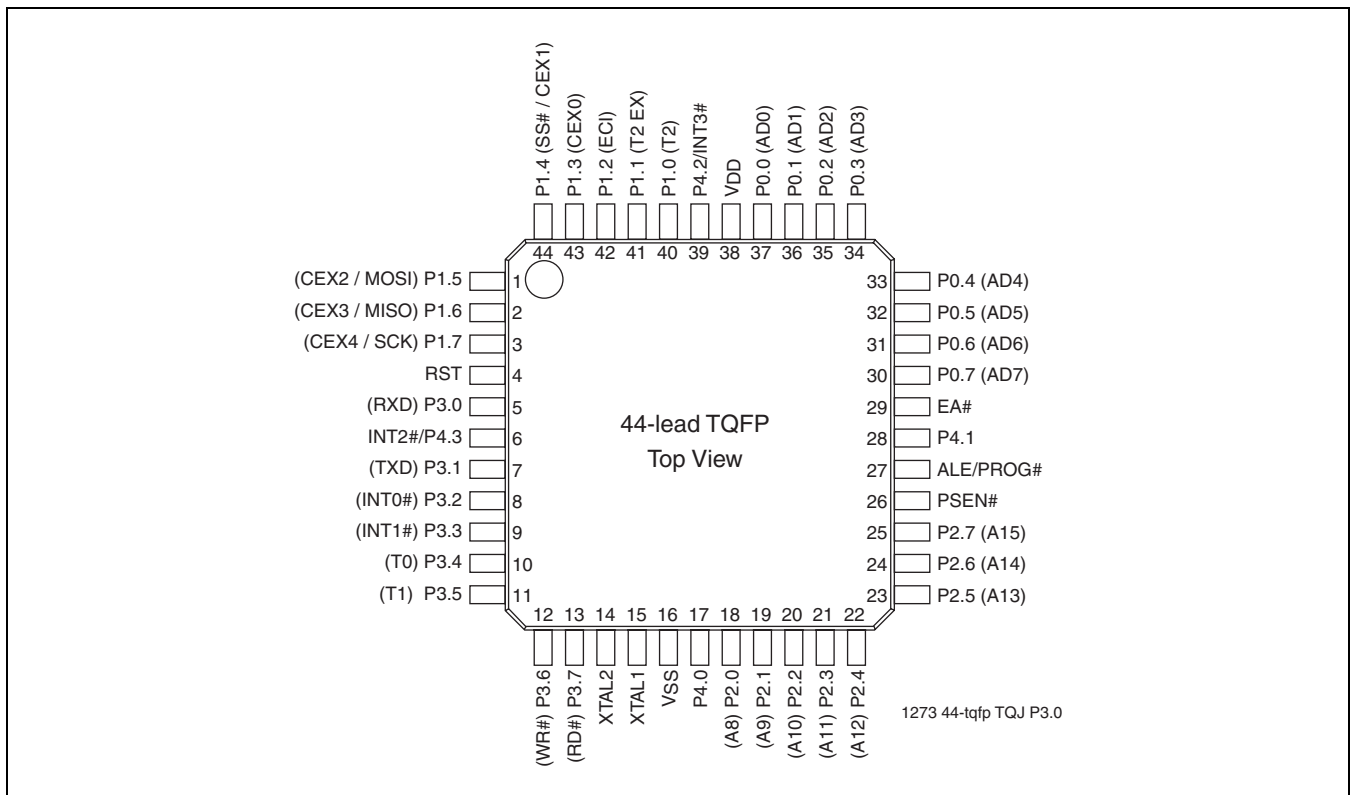 P1.4 (SS# / CEX1)
P1.3 (CEX0)
P1.2 (ECI)
P1.1 (T2 EX)
P1.0 (T2)
P4.2/INT3#
VDD
P0.0 (AD0)
P0.1 (AD1)
P0.2 (AD2)
P0.3 (AD3)
44 43 42 41 40 39 38 37 36 35 34
(CEX2 / MOSI) P1.5 1
(CEX3 / MISO) P1.6 2
(CEX4 / SCK) P1.7 3
RST 4
(RXD) P3.0 5
INT2#/P4.3 6
(TXD) P3.1 7
(INT0#) P3.2 8
(INT1#) P3.3 9
(T0) P3.4 10
(T1) P3.5 11
44-lead TQFP
Top View
33 P0.4 (AD4)
32 P0.5 (AD5)
31 P0.6 (AD6)
30 P0.7 (AD7)
29 EA#
28 P4.1
27 ALE/PROG#
26 PSEN#
25 P2.7 (A15)
24 P2.6 (A14)
23 P2.5 (A13)
12 13 14 15 16 17 18 19 20 21 22
(WR#) P3.6
(RD#) P3.7
XTAL2
XTAL1
VSS
P4.0
(A8) P2.0
(A9) P2.1
(A10) P2.2
(A11) P2.3
(A12) P2.4
1273 44-tqfp TQJ P3.0